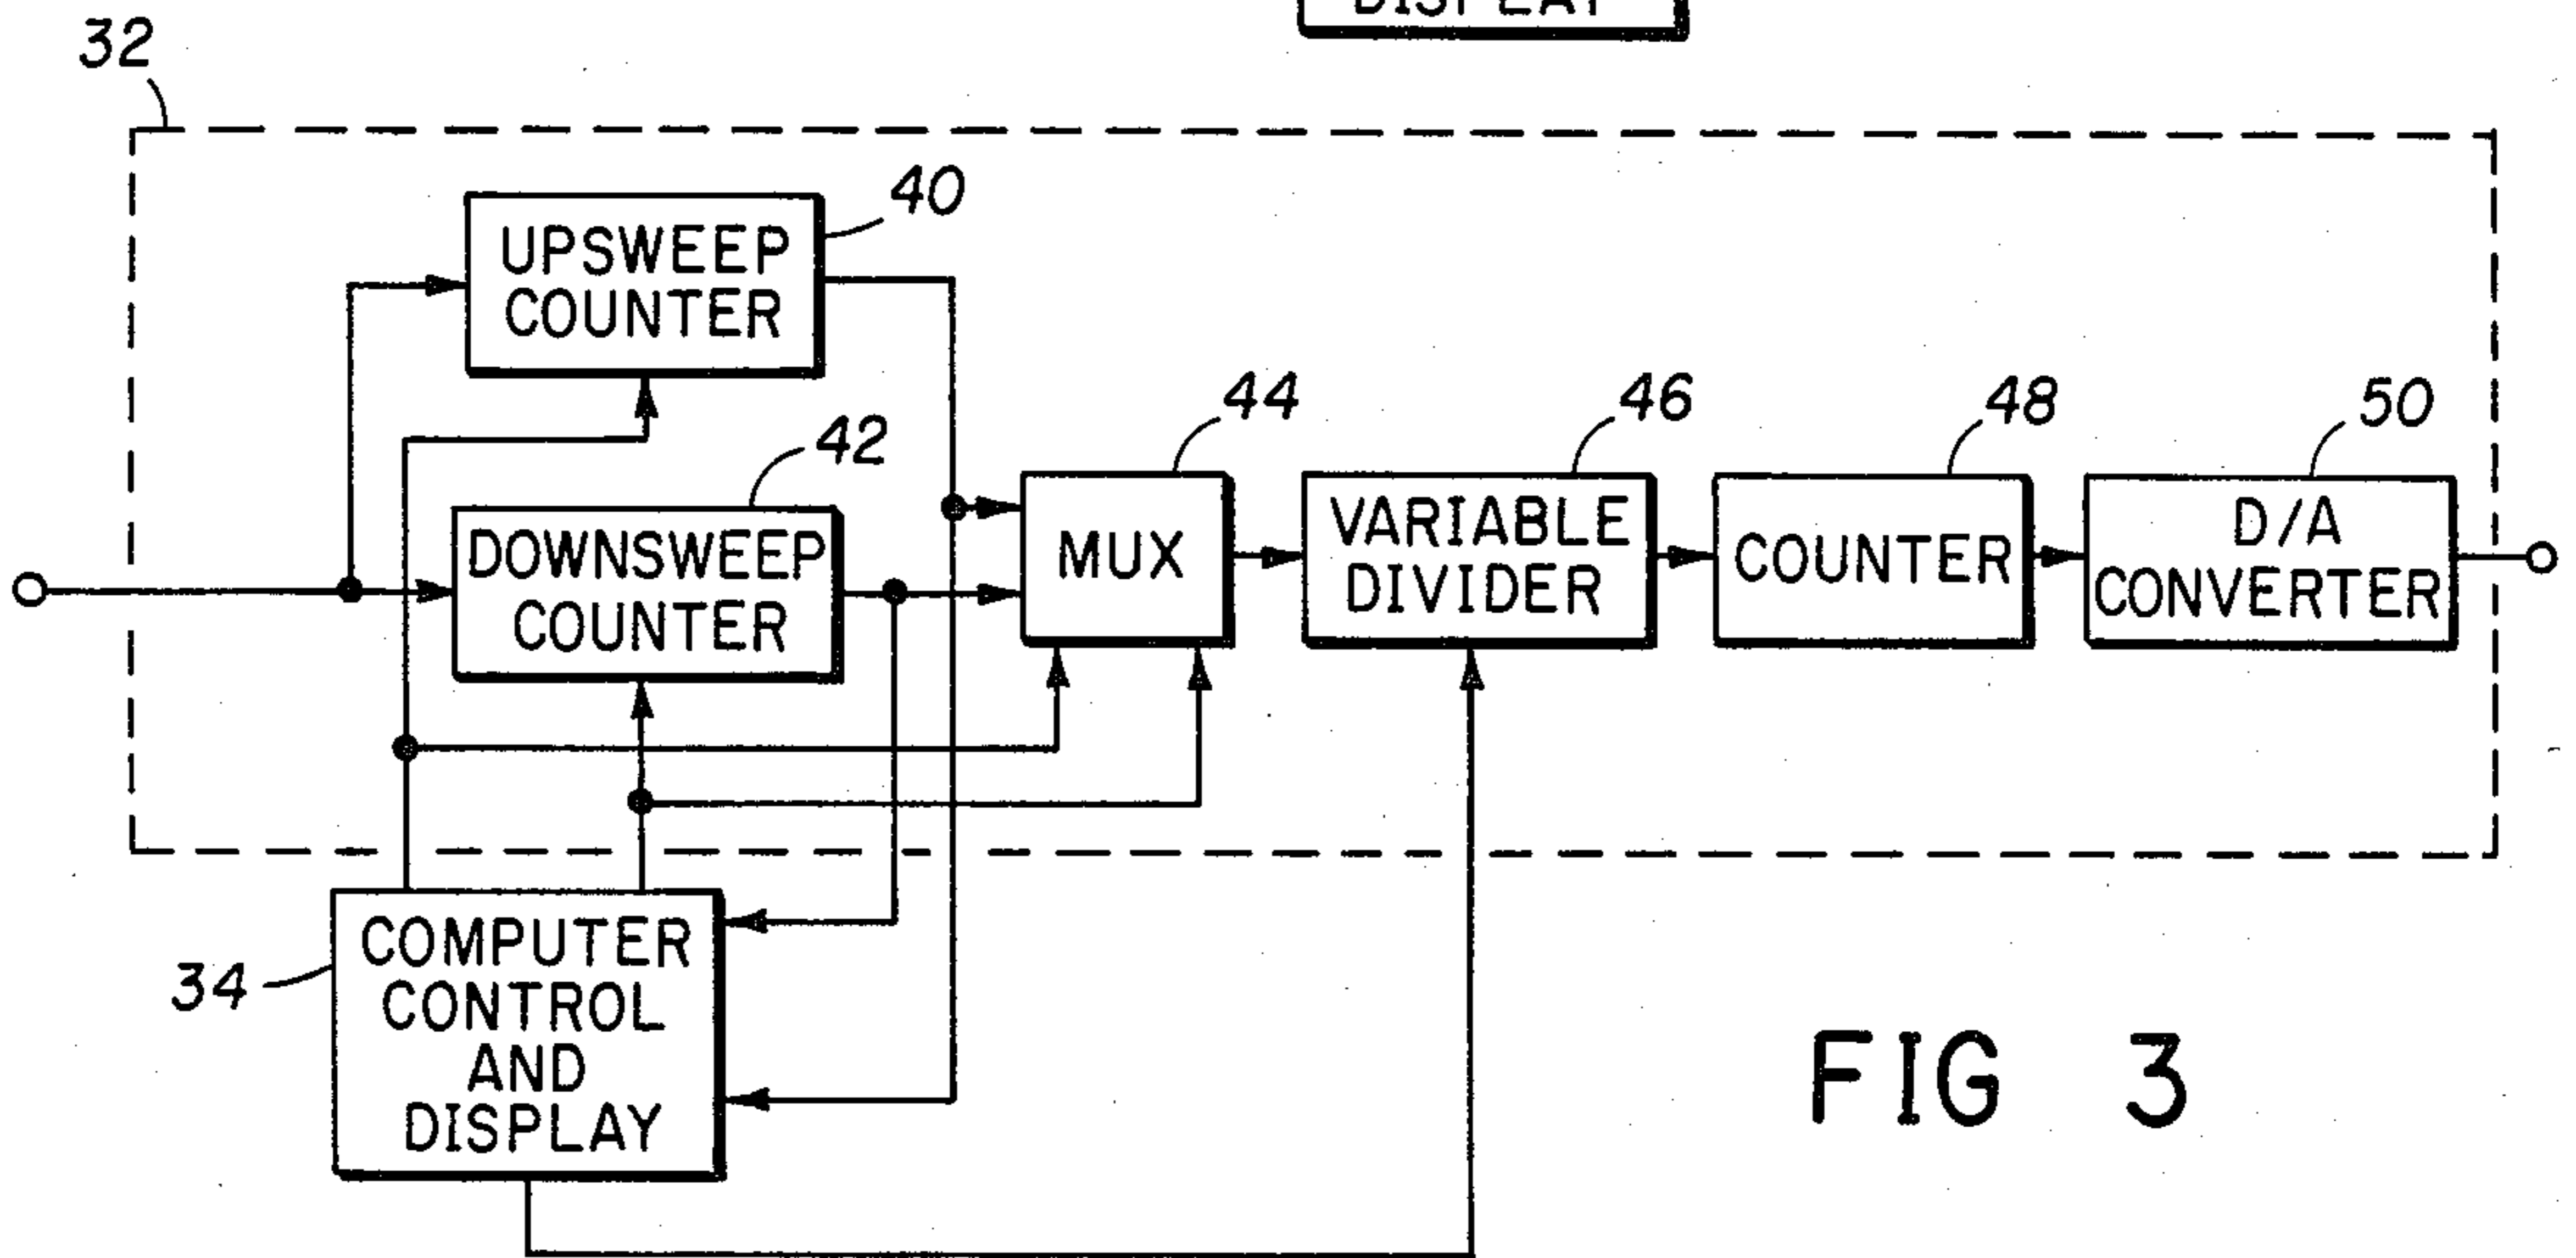 DISPLAY
32
40
UPSWEEP
COUNTER
42
DOWNSWEEP
COUNTER
44
MUX
46
VARIABLE
DIVIDER
48
COUNTER
50
D/A
CONVERTER
34
COMPUTER
CONTROL
AND
DISPLAY
FIG 3